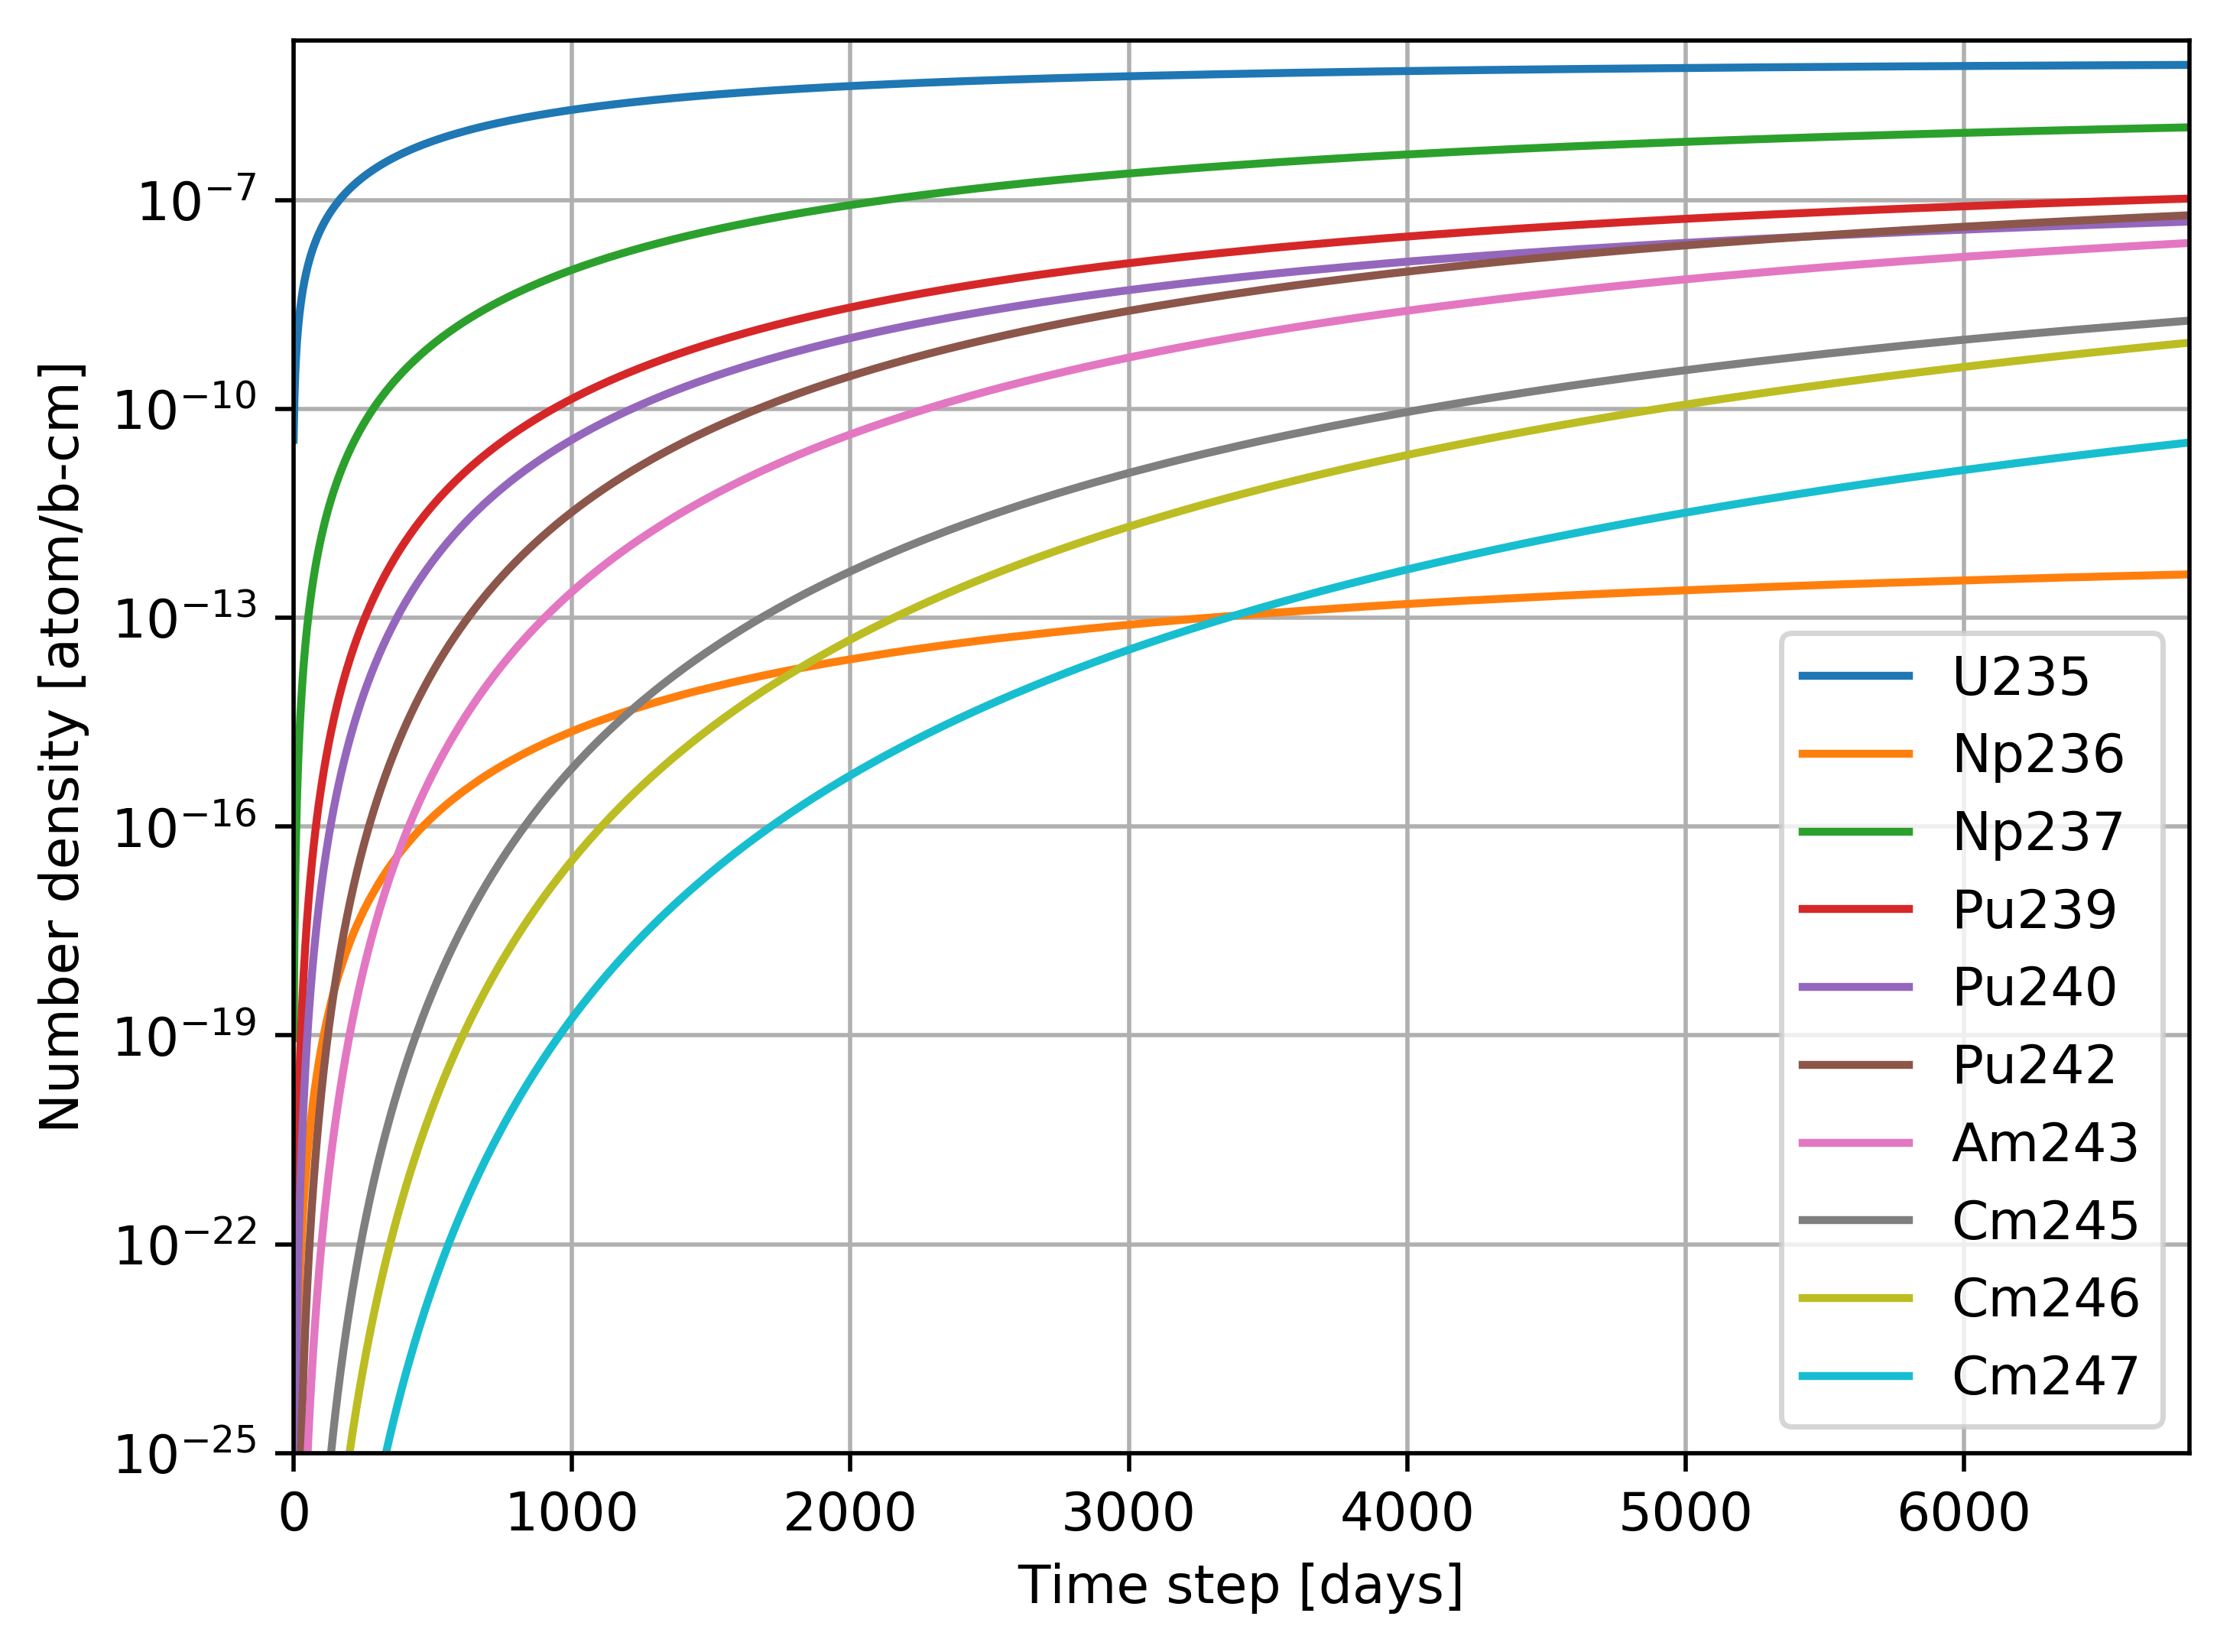 Number density [atom/b-cm]
10⁻⁷
10⁻¹⁰
10⁻¹³
10⁻¹⁶
10⁻¹⁹
10⁻²²
10⁻²⁵
U235
Np236
Np237
Pu239
Pu240
Pu242
Am243
Cm245
Cm246
Cm247
0 1000 2000 3000 4000 5000 6000
Time step [days]